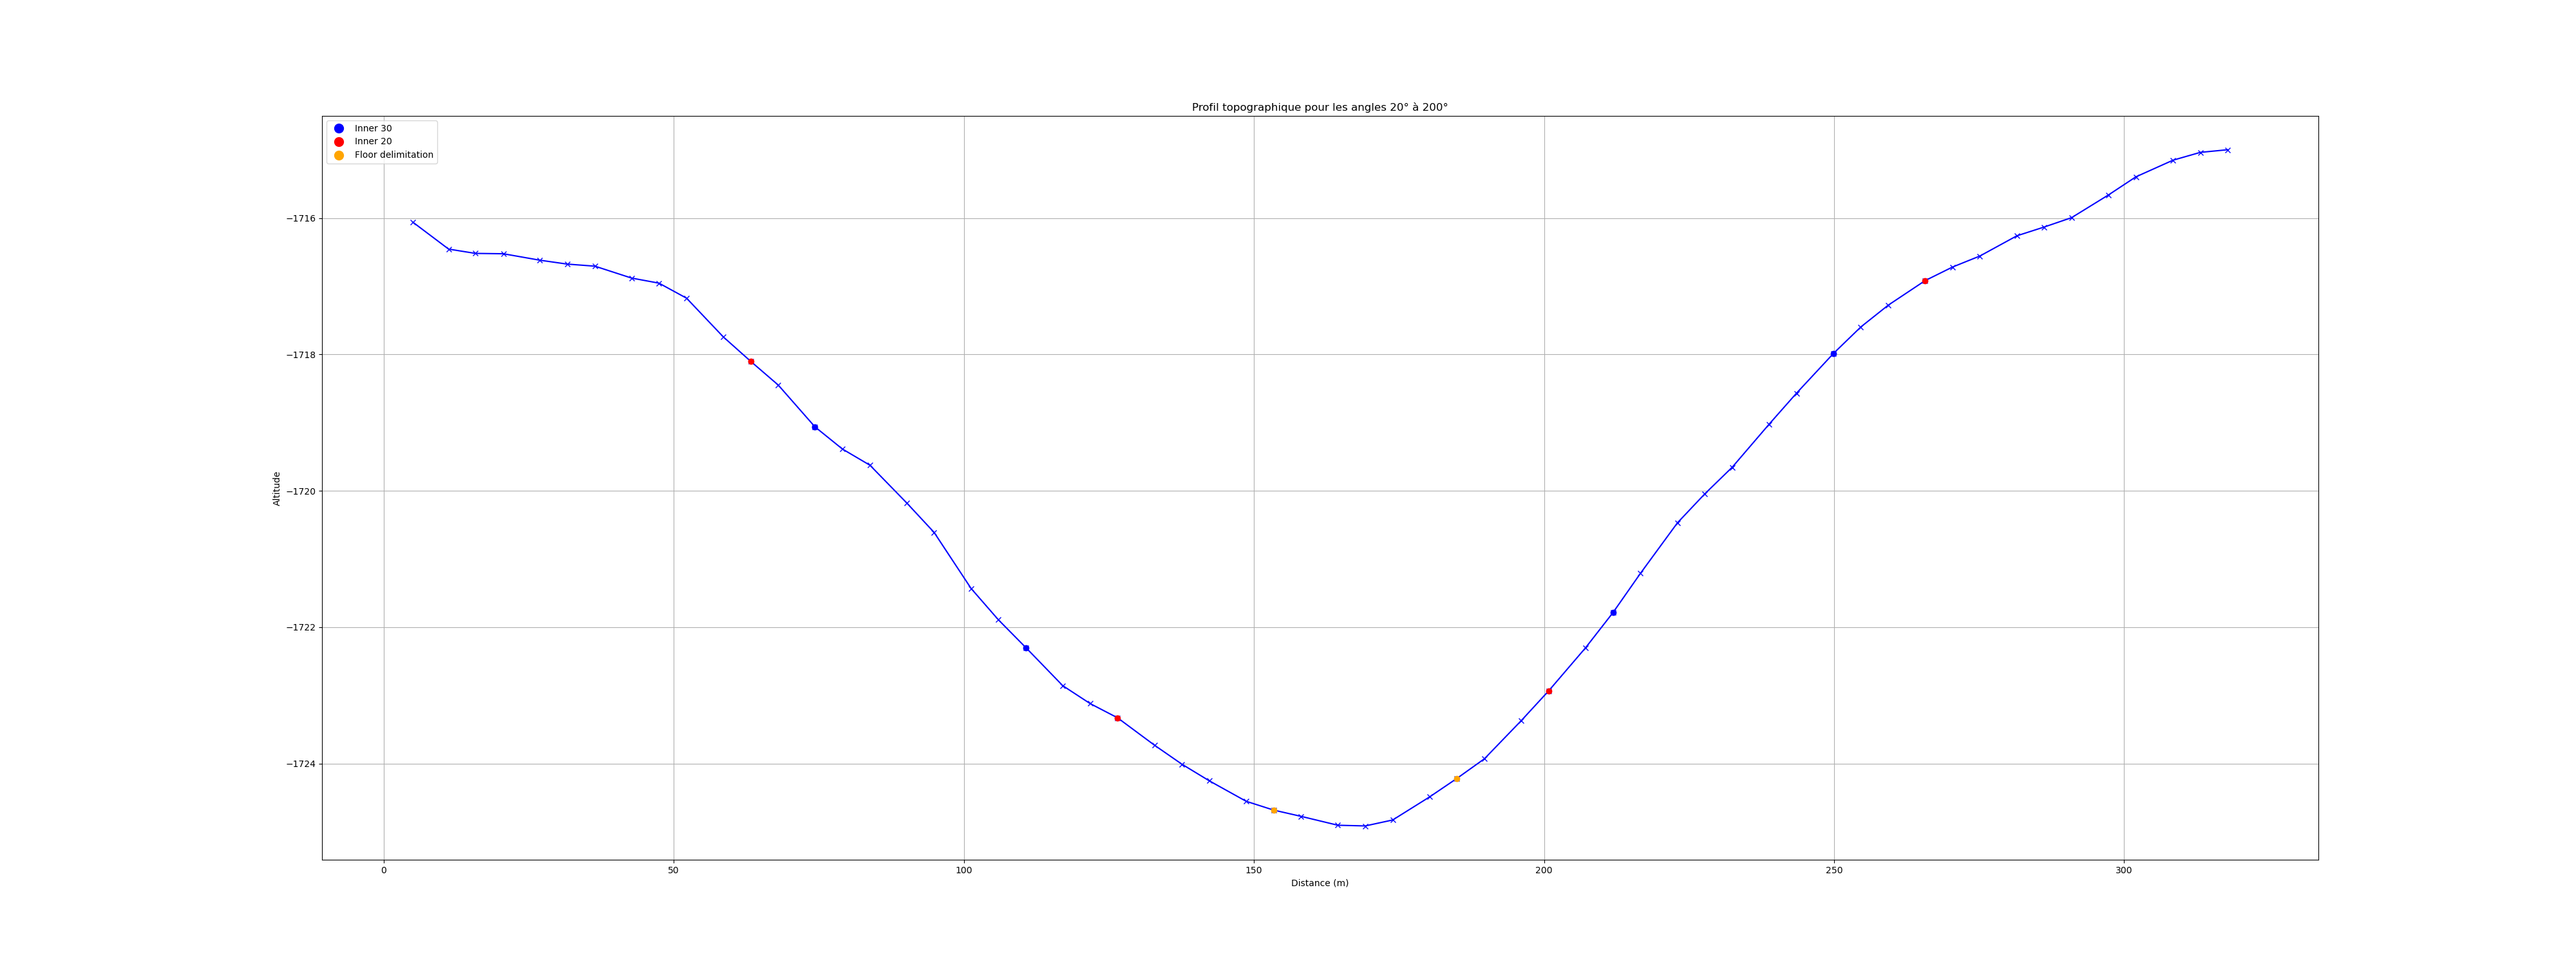 Profil topographique pour les angles 20° à 200°
Inner 30
Inner 20
Floor delimitation
Altitude
−1716
−1718
−1720
−1722
−1724
0 50 100 150 200 250 300
Distance (m)